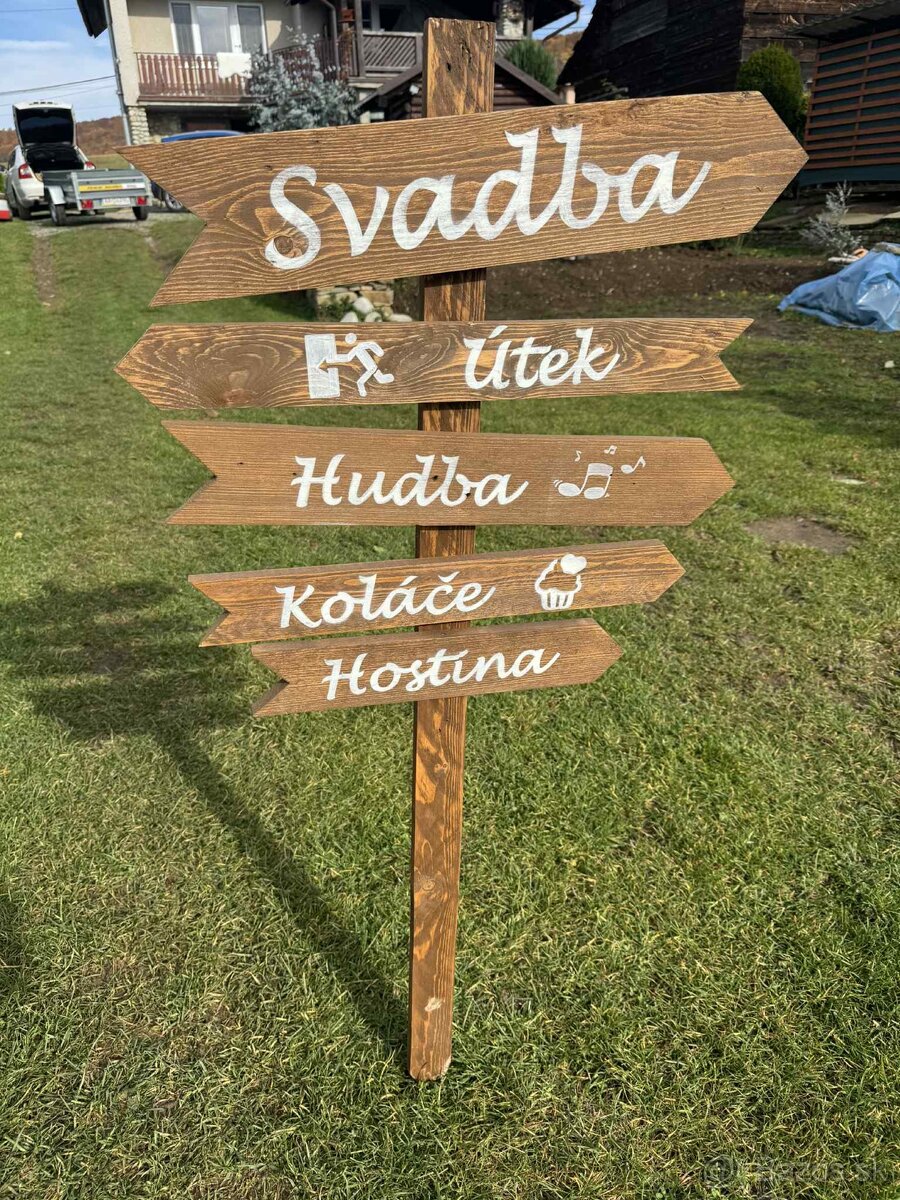 Svadba
Útek
Hudba
Koláče
Hostina